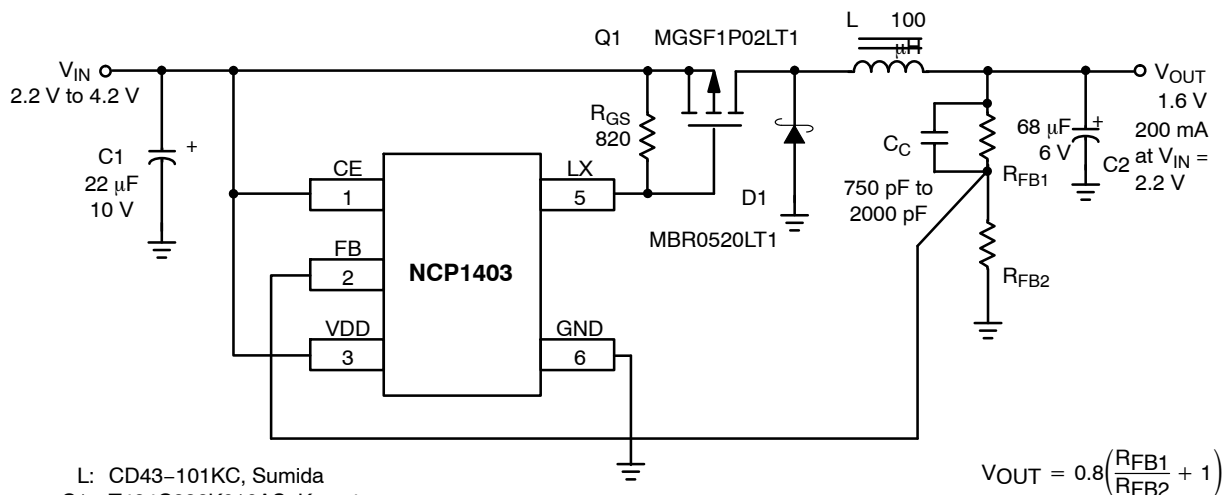 L 100
µH
Q1 MGSF1P02LT1
VIN
2.2 V to 4.2 V
VOUT
1.6 V
200 mA
at VIN =
2.2 V
RGS
820
68 µF +
6 V
C2
CC
RFB1
C1 +
22 µF
10 V
CE
1
LX
5
D1
750 pF to
2000 pF
MBR0520LT1
FB
2
NCP1403
RFB2
VDD
3
GND
6
L: CD43−101KC, Sumida
VOUT = 0.8(RFB1/RFB2 + 1)